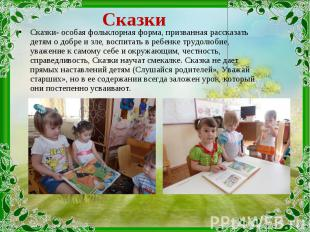 Сказки
• Сказки- особая фольклорная форма, призванная рассказать
детям о добре и зле, воспитать в ребенке трудолюбие,
уважение к самому себе и окружающим, честность,
справедливость, Сказки научат смекалке. Сказка не дает
прямых наставлений детям (Слушайся родителей», Уважай
старших», но в ее содержании всегда заложен урок, который
они постепенно усваивают.
PPt4WEB.ru